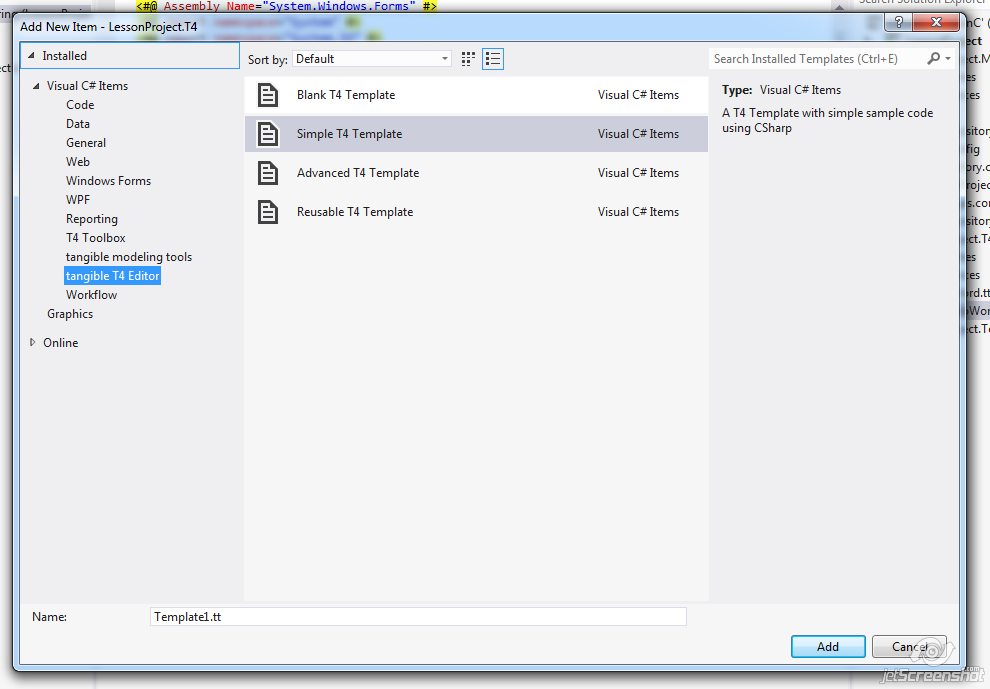 <#@ Assembly Name="System.Windows.Forms" #>
Add New Item - LessonProject.T4
?
Installed
Sort by: Default
Search Installed Templates (Ctrl+E)
Visual C# Items
Code
Data
General
Web
Windows Forms
WPF
Reporting
T4 Toolbox
tangible modeling tools
tangible T4 Editor
Workflow
Graphics
Online
Blank T4 Template Visual C# Items
Simple T4 Template Visual C# Items
Advanced T4 Template Visual C# Items
Reusable T4 Template Visual C# Items
Type: Visual C# Items
A T4 Template with simple sample code
using CSharp
Name: Template1.tt
Add
Cancel
jetScreenshot
.com